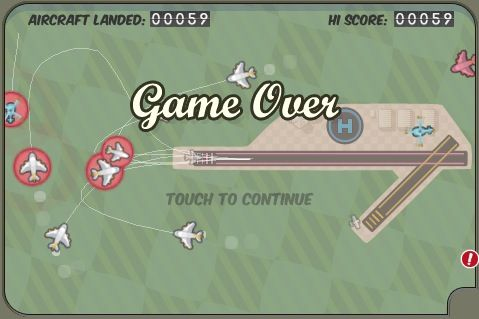 AIRCRAFT LANDED: 00059
HI SCORE: 00059
Game Over
H
TOUCH TO CONTINUE
!